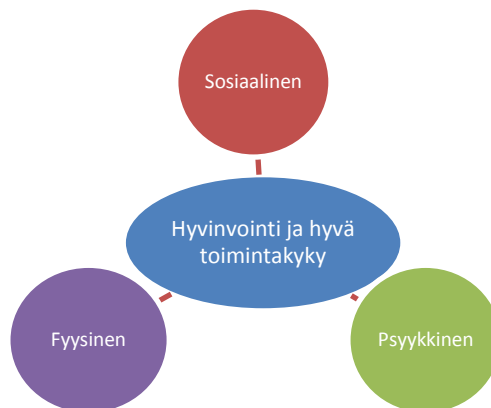 Sosiaalinen
Hyvinvointi ja hyvä
toimintakyky
Fyysinen
Psyykkinen